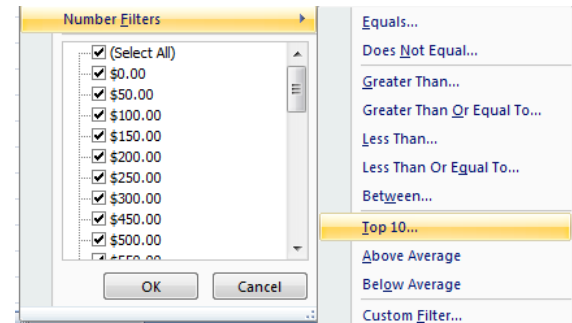 Number Filters
(Select All)
$0.00
$50.00
$100.00
$150.00
$200.00
$250.00
$300.00
$450.00
$500.00
$550.00
OK
Cancel
Equals...
Does Not Equal...
Greater Than...
Greater Than Or Equal To...
Less Than...
Less Than Or Equal To...
Between...
Top 10...
Above Average
Below Average
Custom Filter...